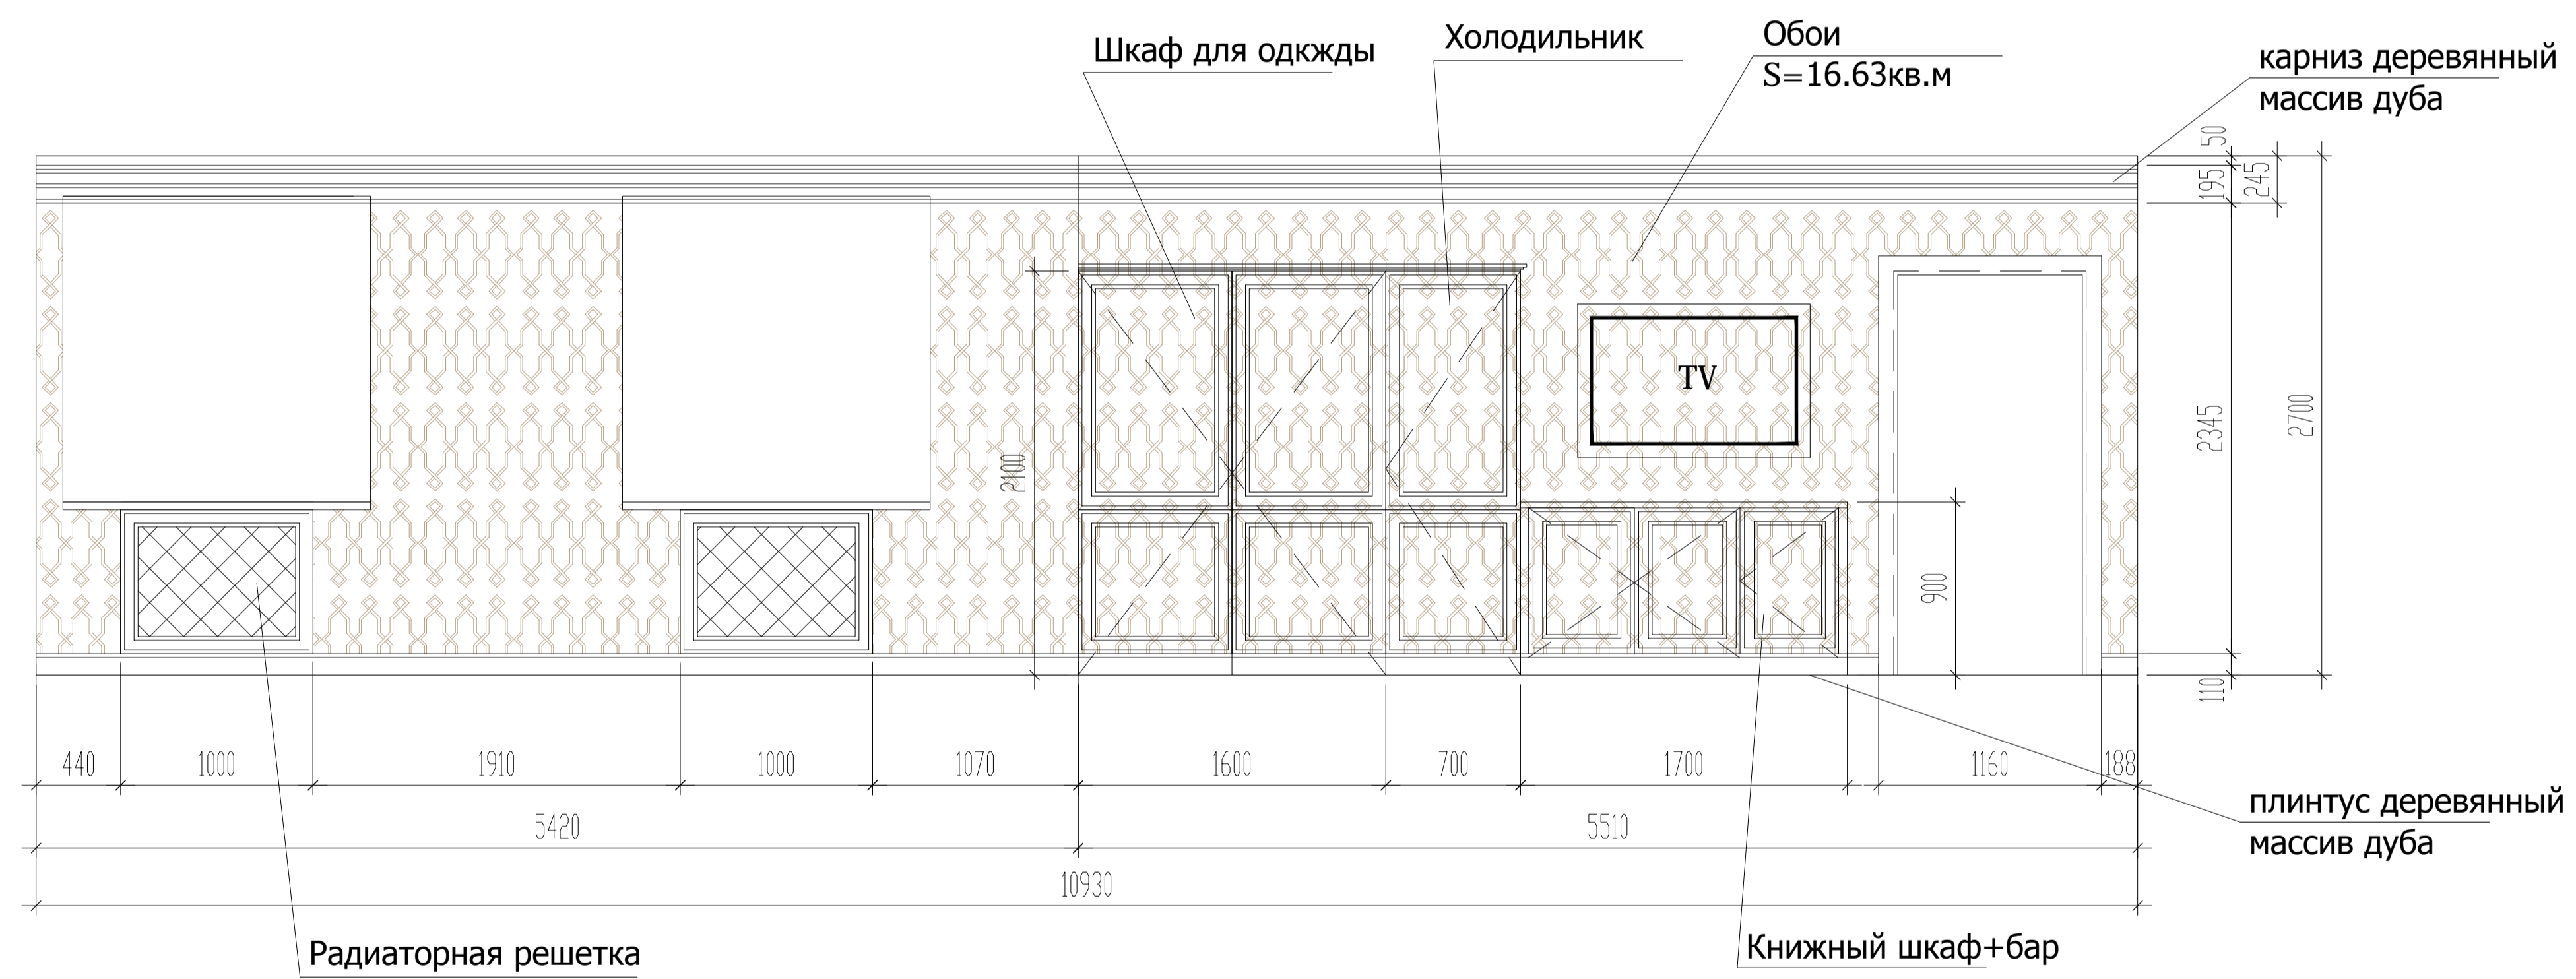 Шкаф для одкжды
Холодильник
Обои
S=16.63кв.м
карниз деревянный
массив дуба
50
195
245
TV
2100
2345
2700
900
110
440
1000
1910
1000
1070
1600
700
1700
1160
188
5420
5510
10930
плинтус деревянный
массив дуба
Радиаторная решетка
Книжный шкаф+бар